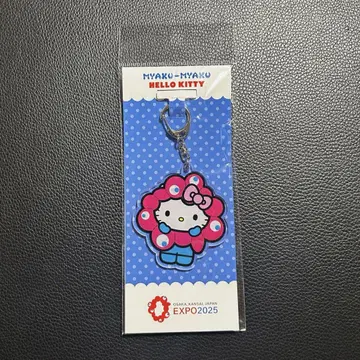 MYAKU-MYAKU
HELLO KITTY
OSAKA, KANSAI, JAPAN
EXPO2025